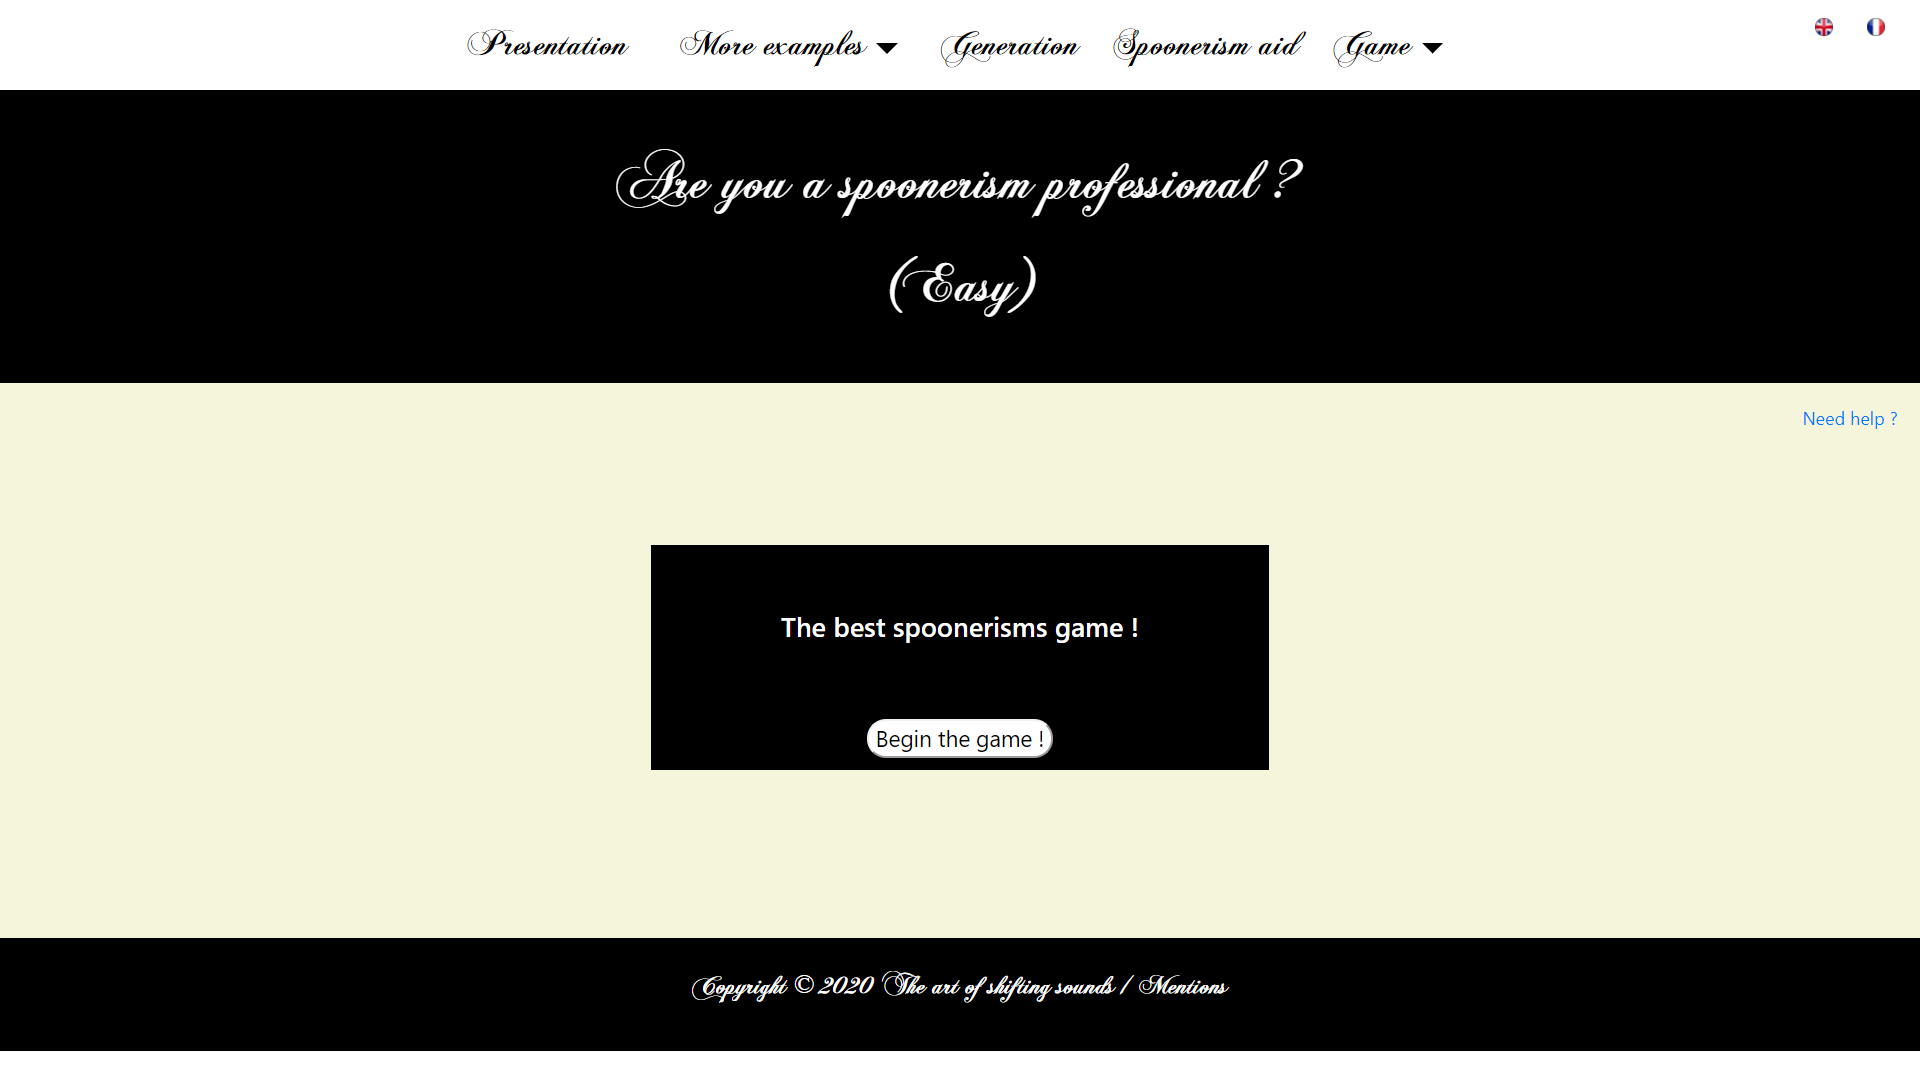 Presentation More examples Generation Spoonerism aid Game
Are you a spoonerism professional ?
(Easy)
Need help ?
The best spoonerisms game !
Begin the game !
Copyright © 2020 The art of shifting sounds / Mentions